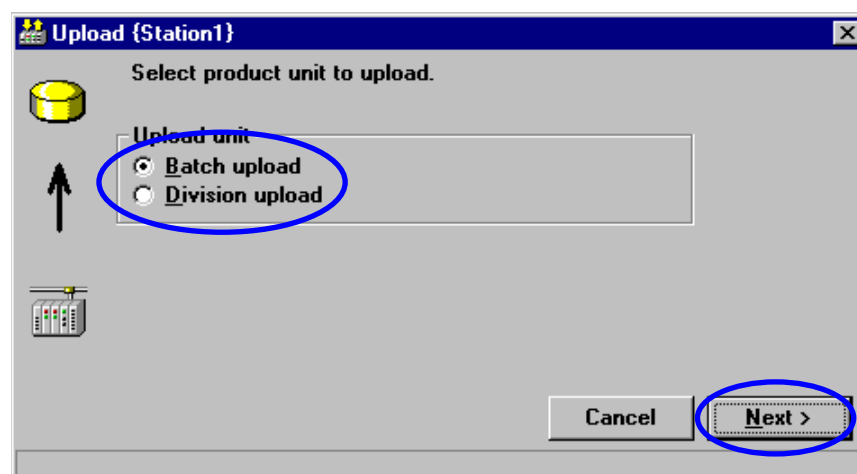 Upload {Station1}
Select product unit to upload.
Upload unit
Batch upload
Division upload
Cancel
Next >